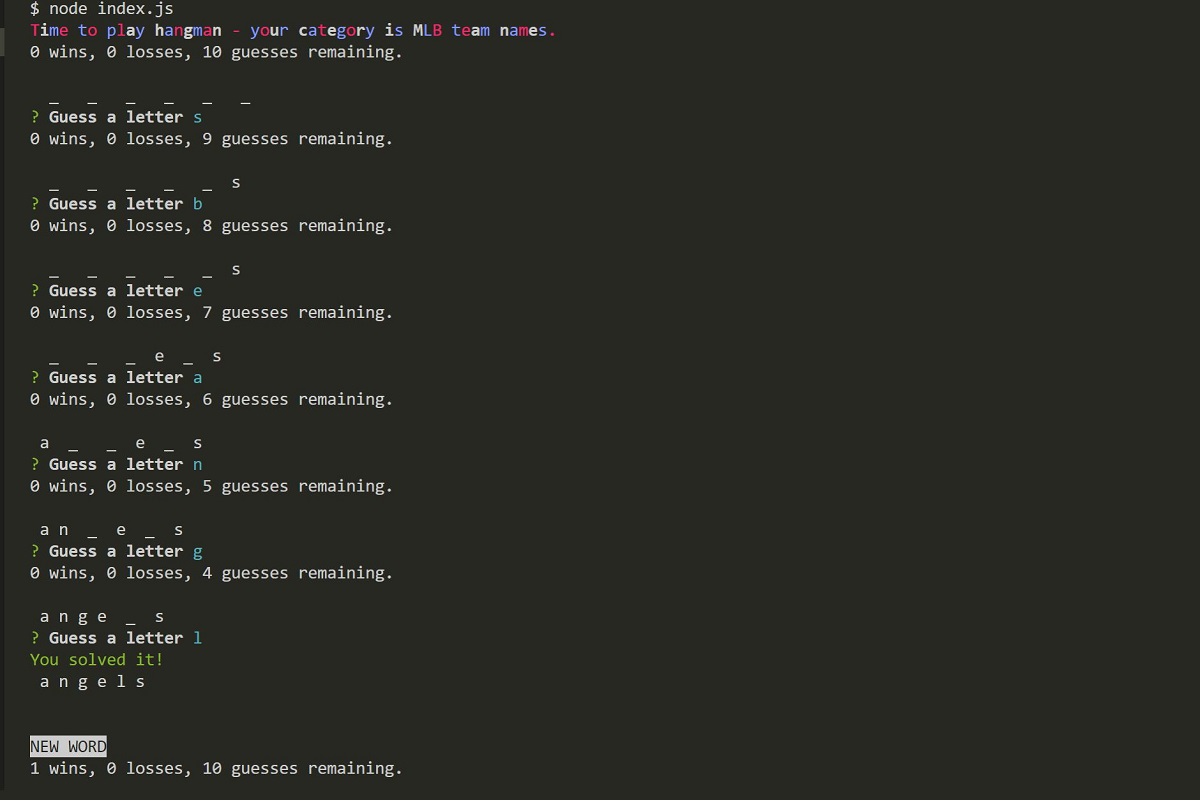 $ node index.js
Time to play hangman - your category is MLB team names.
0 wins, 0 losses, 10 guesses remaining.
_ _ _ _ _ _
? Guess a letter s
0 wins, 0 losses, 9 guesses remaining.
_ _ _ _ _ s
? Guess a letter b
0 wins, 0 losses, 8 guesses remaining.
_ _ _ _ _ s
? Guess a letter e
0 wins, 0 losses, 7 guesses remaining.
_ _ _ e _ s
? Guess a letter a
0 wins, 0 losses, 6 guesses remaining.
a _ _ e _ s
? Guess a letter n
0 wins, 0 losses, 5 guesses remaining.
a n _ e _ s
? Guess a letter g
0 wins, 0 losses, 4 guesses remaining.
a n g e _ s
? Guess a letter l
You solved it!
a n g e l s
NEW WORD
1 wins, 0 losses, 10 guesses remaining.